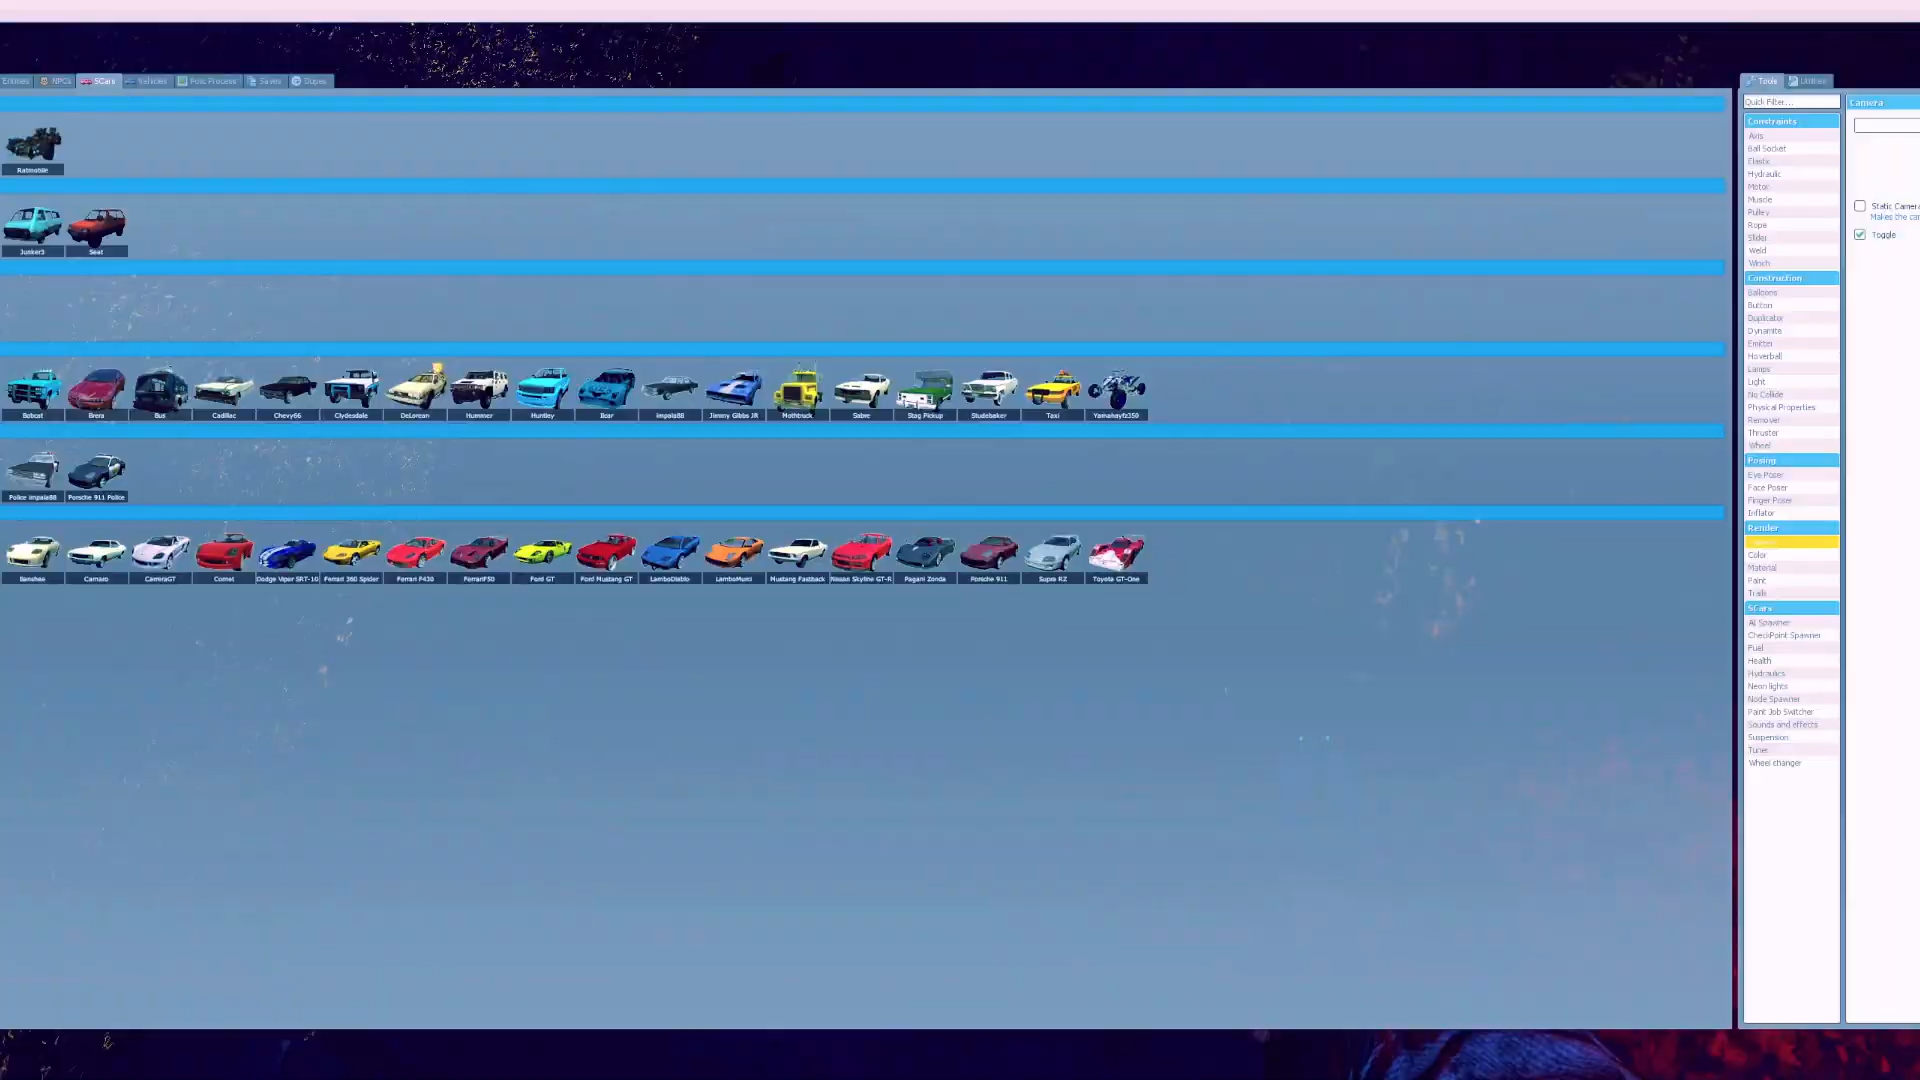 Entities NPCs SCars Vehicles Post Process Saves Dupes
Ratmobile
Junker3 Seat
Bobcat Brera Bus Cadillac Chevy66 Clydesdale DeLorean Hummer Huntley Ibar Impala88 Jimmy Gibbs JR Mothtruck Sabre Stag Pickup Studebaker Taxi Yamahayfz350
Police Impala88 Porsche 911 Police
Banshee Camaro CarreraGT Comet Dodge Viper SRT-10 Ferrari 360 Spider Ferrari F430 FerrariF50 Ford GT Ford Mustang GT LamboDiablo LamboMurci Mustang Fastback Nissan Skyline GT-R Pagani Zonda Porsche 911 Supra RZ Toyota GT-One
Tools Utilities
Quick Filter...
Constraints
Axis
Ball Socket
Elastic
Hydraulic
Motor
Muscle
Pulley
Rope
Slider
Weld
Winch
Construction
Balloons
Button
Duplicator
Dynamite
Emitter
Hoverball
Lamps
Light
No Collide
Physical Properties
Remover
Thruster
Wheel
Posing
Eye Poser
Face Poser
Finger Poser
Inflator
Render
Color
Material
Paint
Trails
SCars
AI Spawner
CheckPoint Spawner
Fuel
Health
Hydraulics
Neon lights
Node Spawner
Paint Job Switcher
Sounds and effects
Suspension
Tuner
Wheel changer
Camera
Static Camera
Makes the ca
Toggle